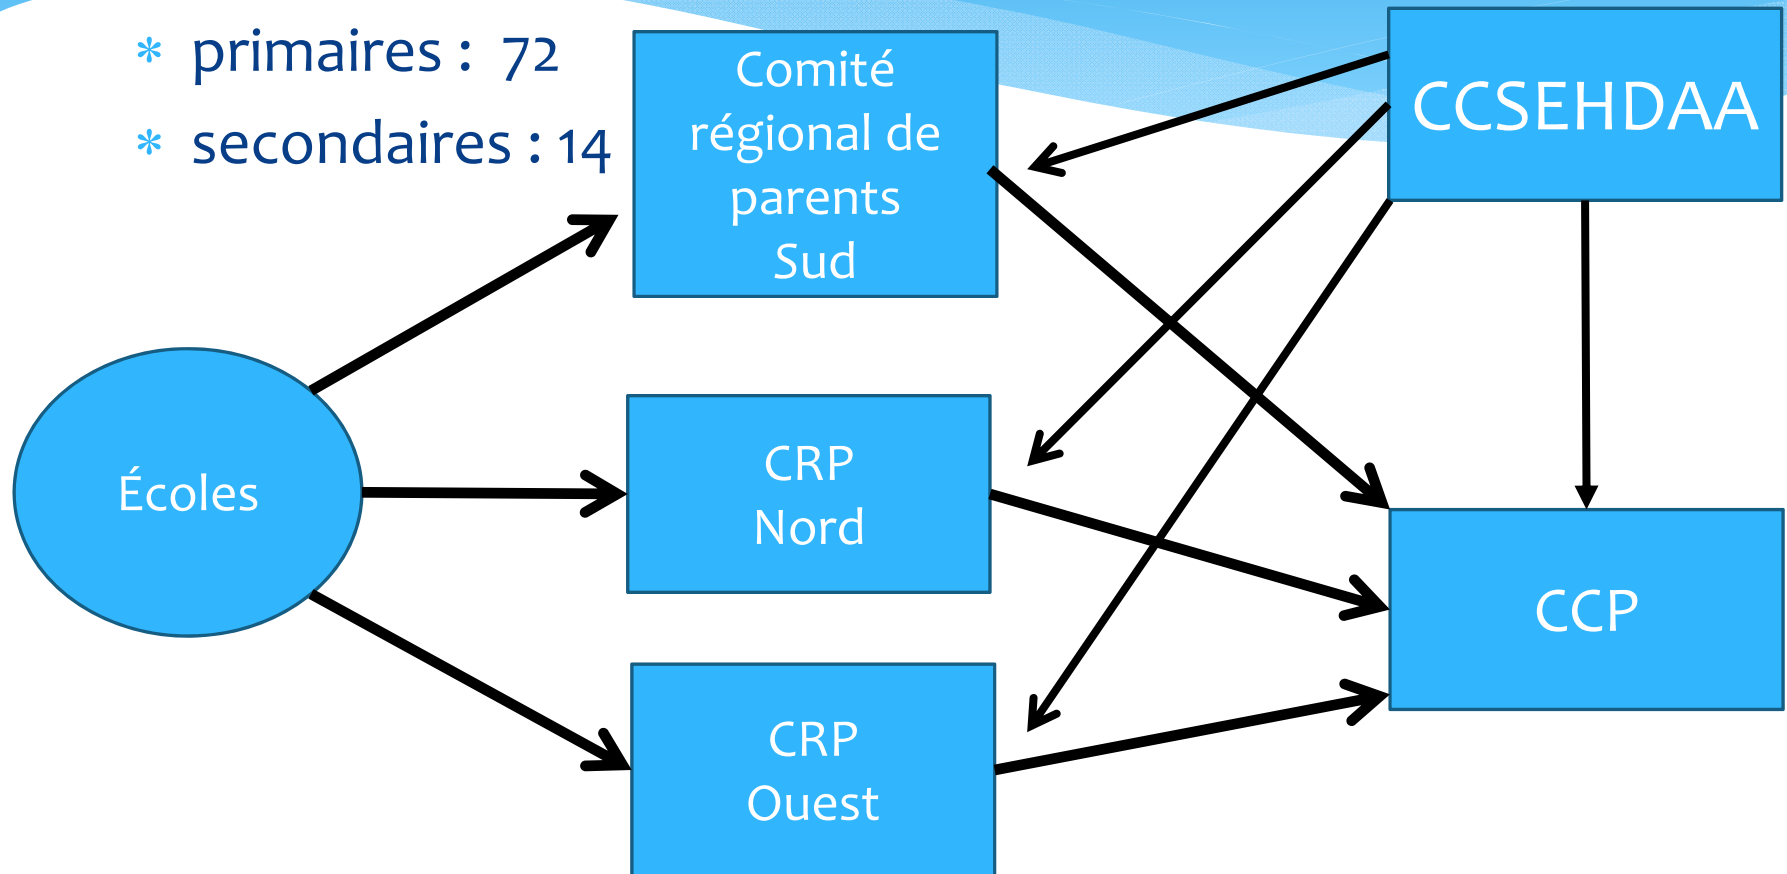 * primaires : 72
* secondaires : 14
Comité
régional de
parents
Sud
CCSEHDAA
Écoles
CRP
Nord
CCP
CRP
Ouest